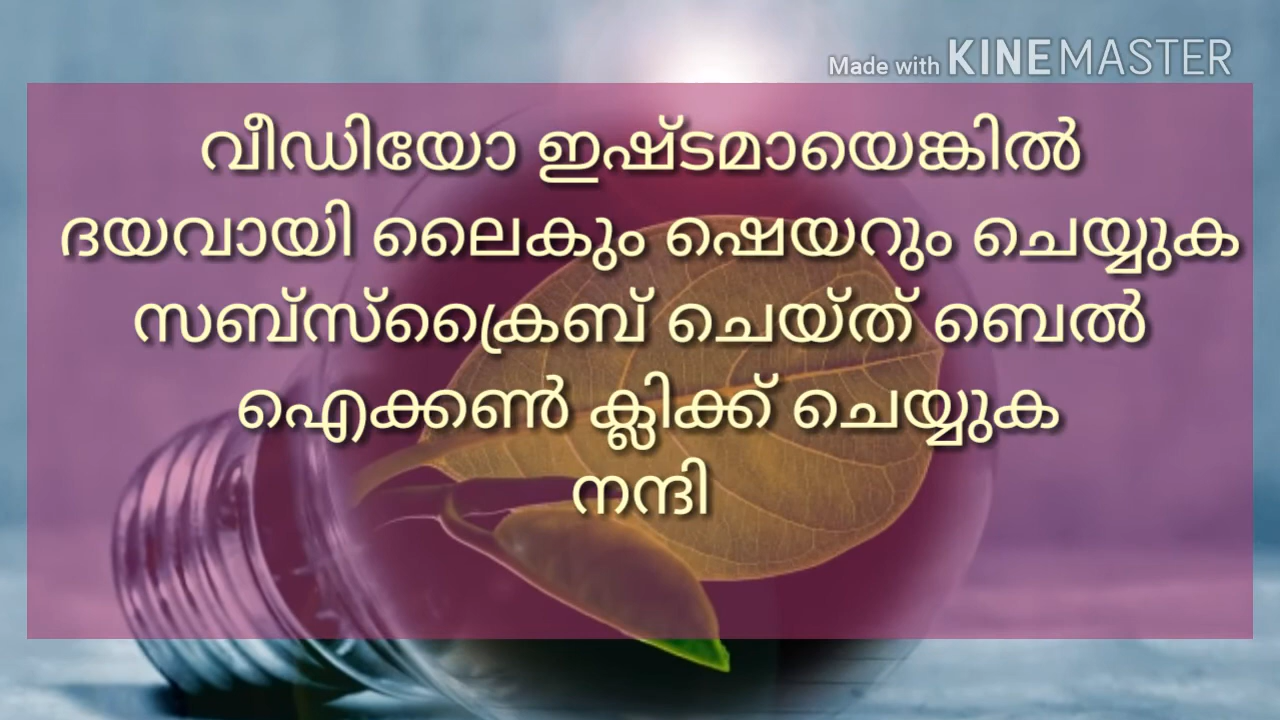 Made with KINEMASTER
വീഡിയോ ഇഷ്ടമായെങ്കിൽ
ദയവായി ലൈകും ഷെയറും ചെയ്യുക
സബ്സ്ക്രൈബ് ചെയ്ത് ബെൽ
ഐക്കൺ ക്ലിക്ക് ചെയ്യുക
നന്ദി